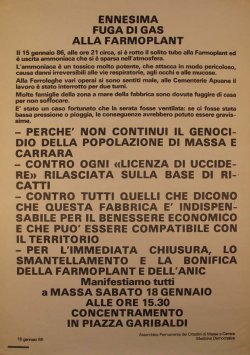 ENNESIMA
FUGA DI GAS
ALLA FARMOPLANT
Il 15 gennaio 86, alle ore 21 circa, si è rotto il solito tubo alla Farmoplant ed
è uscita ammoniaca che si è sparsa nell'atmosfera.
L'ammoniaca è un tossico molto potente, che attacca in modo pericoloso,
causa danni irreversibili alle vie respiratorie, agli occhi e alle mucose.
Alla Ferroleghe vari operai si sono sentiti male, alle Cementerie Apuane il
lavoro è stato interrotto per due turni.
Molte famiglie della zona a mare della fabbrica sono dovute fuggire di casa
per non soffocare.
E' stato un caso fortunato che la serata fosse ventilata: se ci fosse stata
bassa pressione o pioggia, le conseguenze avrebbero potuto essere gravis-
sime.
– PERCHE' NON CONTINUI IL GENOCI-
DIO DELLA POPOLAZIONE DI MASSA E
CARRARA
– CONTRO OGNI «LICENZA DI UCCIDE-
RE» RILASCIATA SULLA BASE DI RI-
CATTI
– CONTRO TUTTI QUELLI CHE DICONO
CHE QUESTA FABBRICA E' INDISPEN-
SABILE PER IL BENESSERE ECONOMICO
E CHE PUO' ESSERE COMPATIBILE CON
IL TERRITORIO
– PER L'IMMEDIATA CHIUSURA, LO
SMANTELLAMENTO E LA BONIFICA
DELLA FARMOPLANT E DELL'ANIC
Manifestiamo tutti
a MASSA SABATO 18 GENNAIO
ALLE ORE 15.30
CONCENTRAMENTO
IN PIAZZA GARIBALDI
Assemblea Permanente dei Cittadini di Massa e Carrara
Medicina Democratica